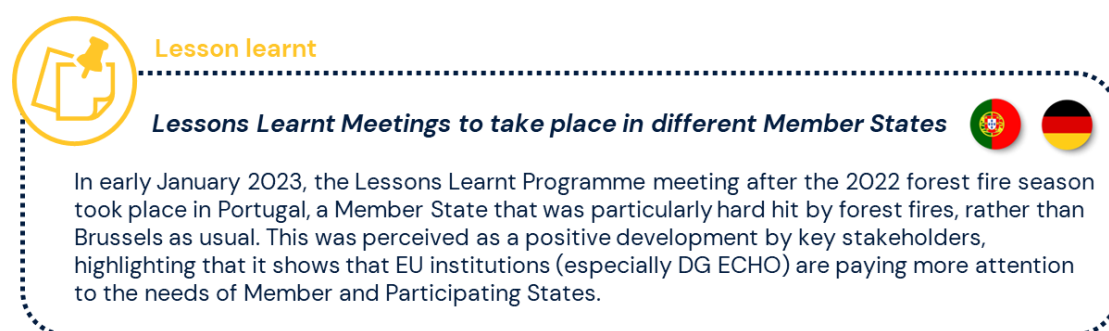 Lesson learnt
Lessons Learnt Meetings to take place in different Member States
In early January 2023, the Lessons Learnt Programme meeting after the 2022 forest fire season
took place in Portugal, a Member State that was particularly hard hit by forest fires, rather than
Brussels as usual. This was perceived as a positive development by key stakeholders,
highlighting that it shows that EU institutions (especially DG ECHO) are paying more attention
to the needs of Member and Participating States.